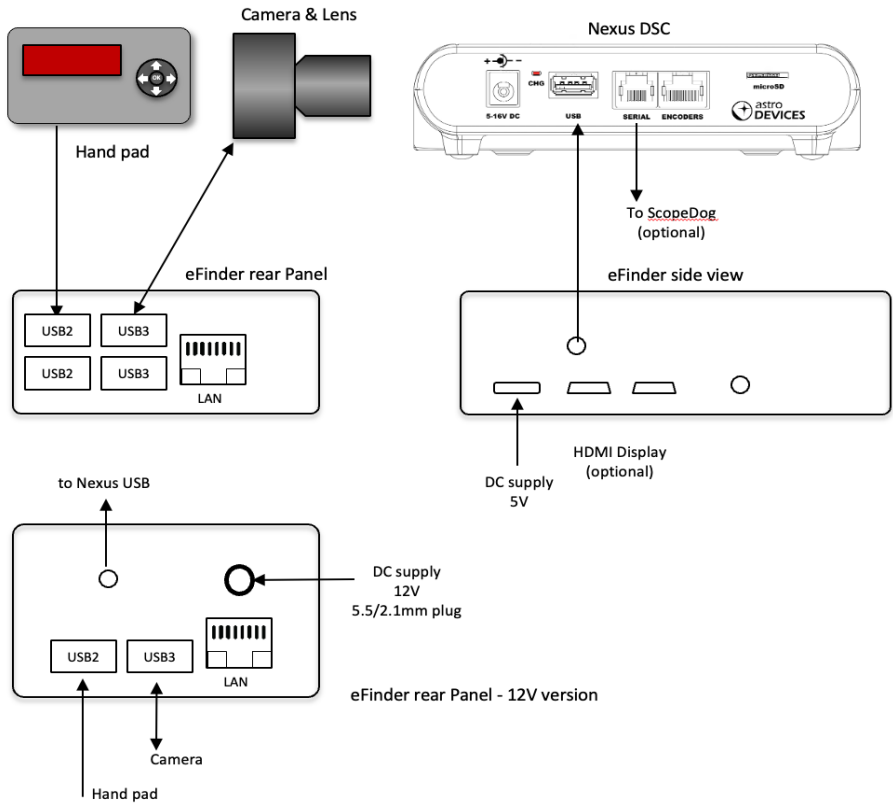 Camera & Lens
Nexus DSC
OK
Hand pad
+ –
CHG
5-16V DC
USB
SERIAL
ENCODERS
microSD
astro
DEVICES
To ScopeDog
(optional)
eFinder rear Panel
USB2
USB3
USB2
USB3
LAN
eFinder side view
HDMI Display
(optional)
DC supply
5V
to Nexus USB
DC supply
12V
5.5/2.1mm plug
USB2
USB3
LAN
eFinder rear Panel - 12V version
Camera
Hand pad